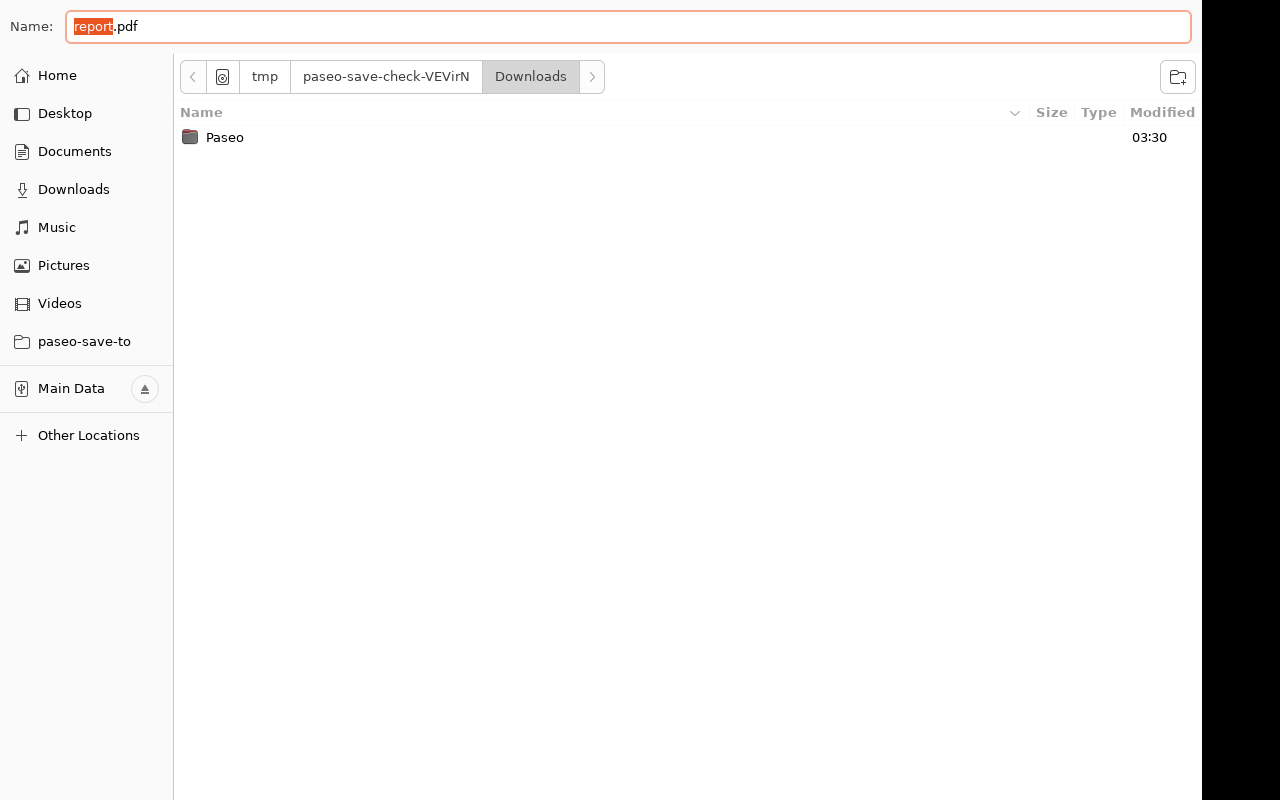 Name: report.pdf
Home
Desktop
Documents
Downloads
Music
Pictures
Videos
paseo-save-to
Main Data
Other Locations
tmp paseo-save-check-VEVirN Downloads
Name Size Type Modified
Paseo 03:30